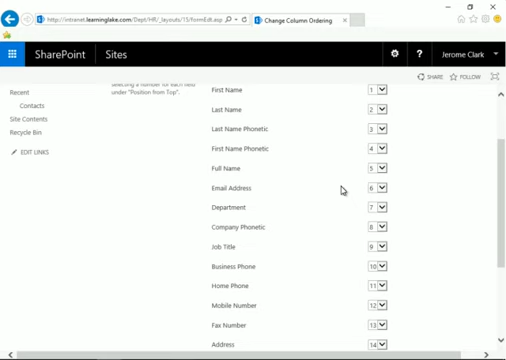 http://intranet.learninglake.com/Dept/HR/_layouts/15/formEdt.asp
Change Column Ordering
SharePoint
Sites
Jerome Clark
SHARE
FOLLOW
Recent
Contacts
Site Contents
Recycle Bin
EDIT LINKS
Selecting a number for each field
under "Position from Top".
First Name 1
Last Name 2
Last Name Phonetic 3
First Name Phonetic 4
Full Name 5
Email Address 6
Department 7
Company Phonetic 8
Job Title 9
Business Phone 10
Home Phone 11
Mobile Number 12
Fax Number 13
Address 14